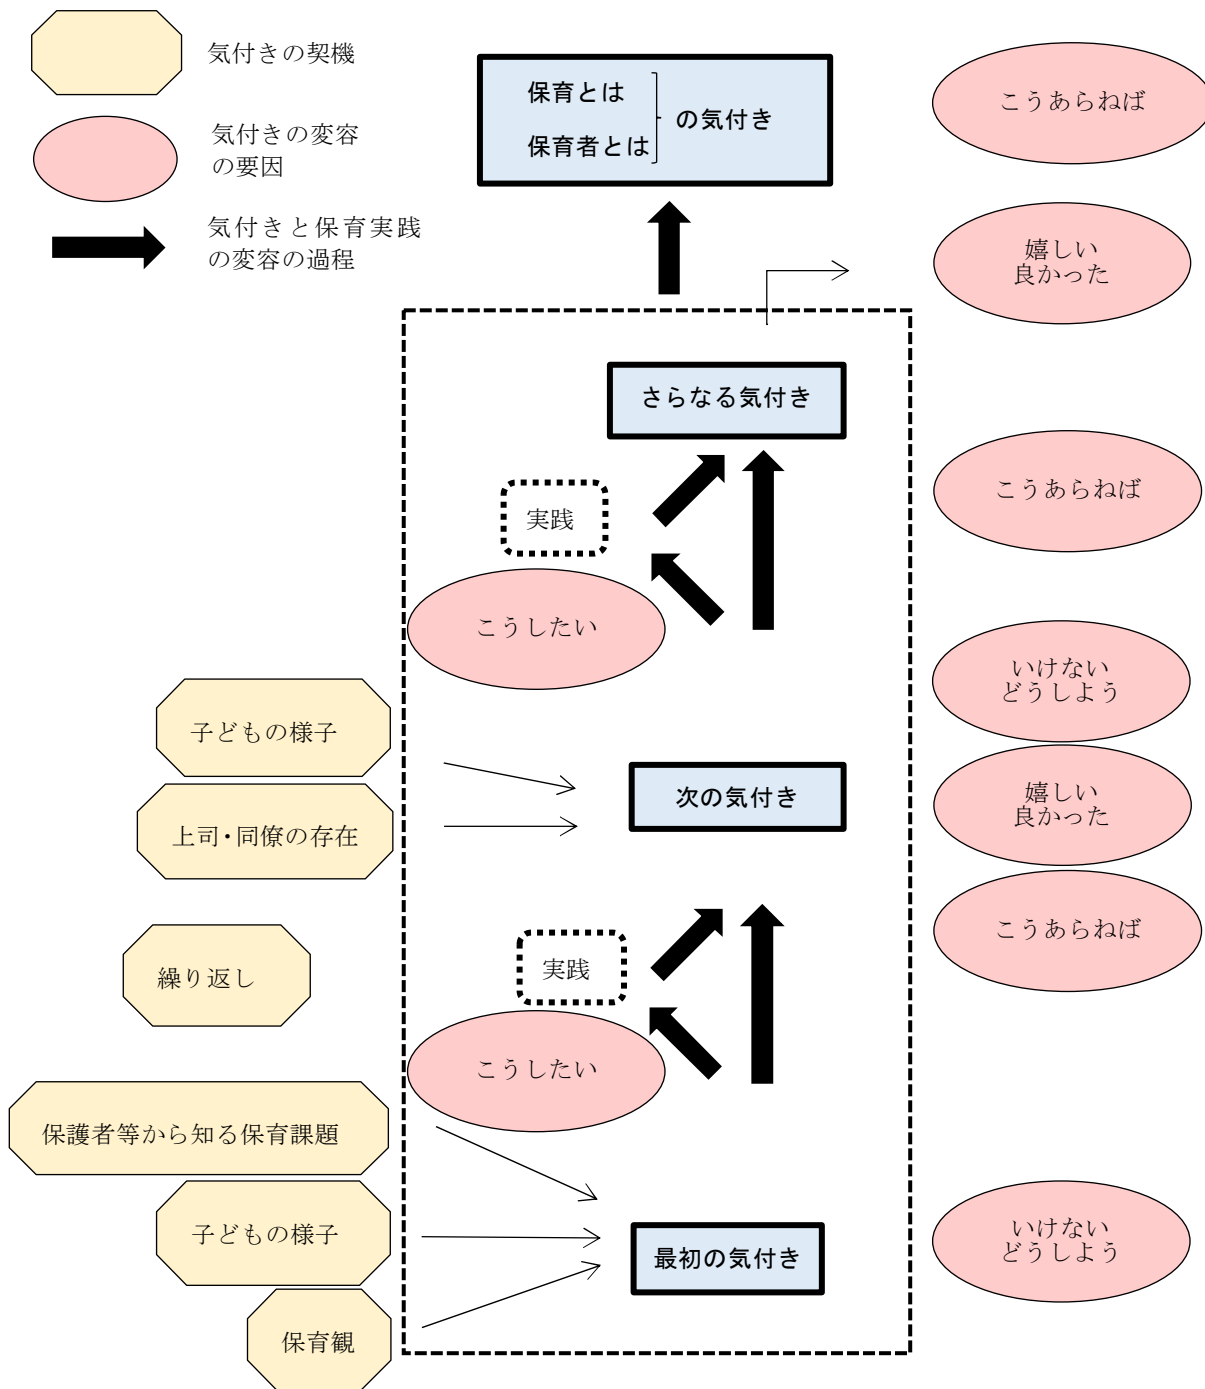 気付きの契機
気付きの変容
の要因
気付きと保育実践
の変容の過程
保育とは
保育者とは
の気付き
こうあらねば
嬉しい
良かった
さらなる気付き
こうあらねば
実践
こうしたい
いけない
どうしよう
子どもの様子
次の気付き
嬉しい
良かった
上司・同僚の存在
こうあらねば
実践
繰り返し
こうしたい
保護者等から知る保育課題
子どもの様子
最初の気付き
いけない
どうしよう
保育観